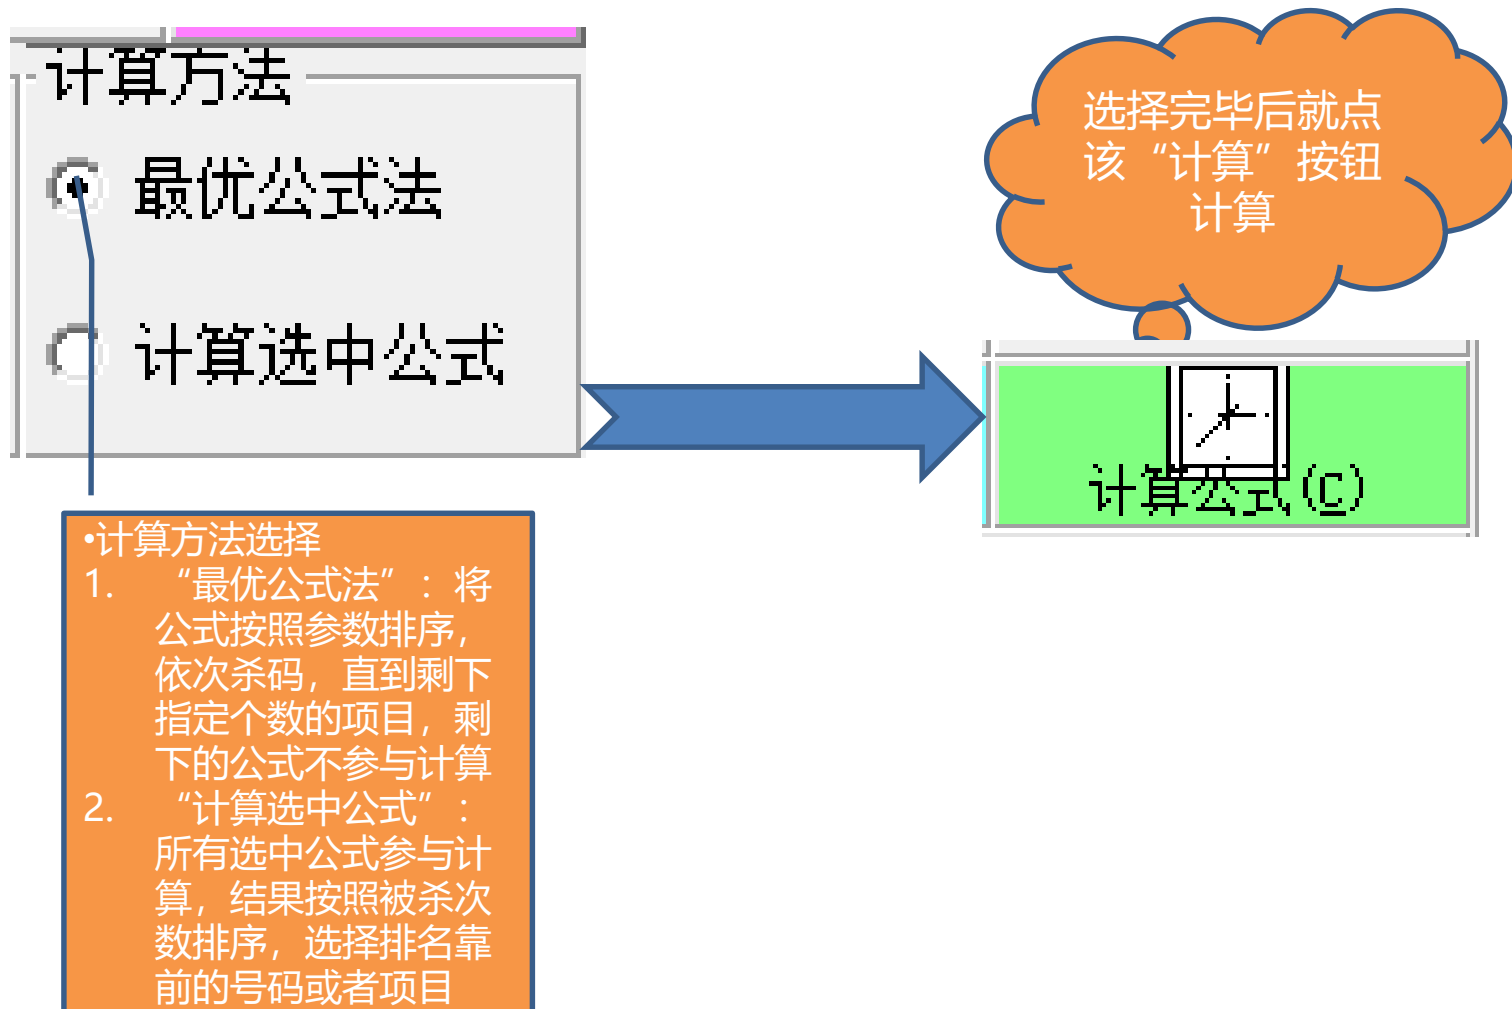 计算方法
最优公式法
计算选中公式
选择完毕后就点
该“计算”按钮
计算
计算公式(C)
•计算方法选择
1. “最优公式法”：将
公式按照参数排序，
依次杀码，直到剩下
指定个数的项目，剩
下的公式不参与计算
2. “计算选中公式”：
所有选中公式参与计
算，结果按照被杀次
数排序，选择排名靠
前的号码或者项目